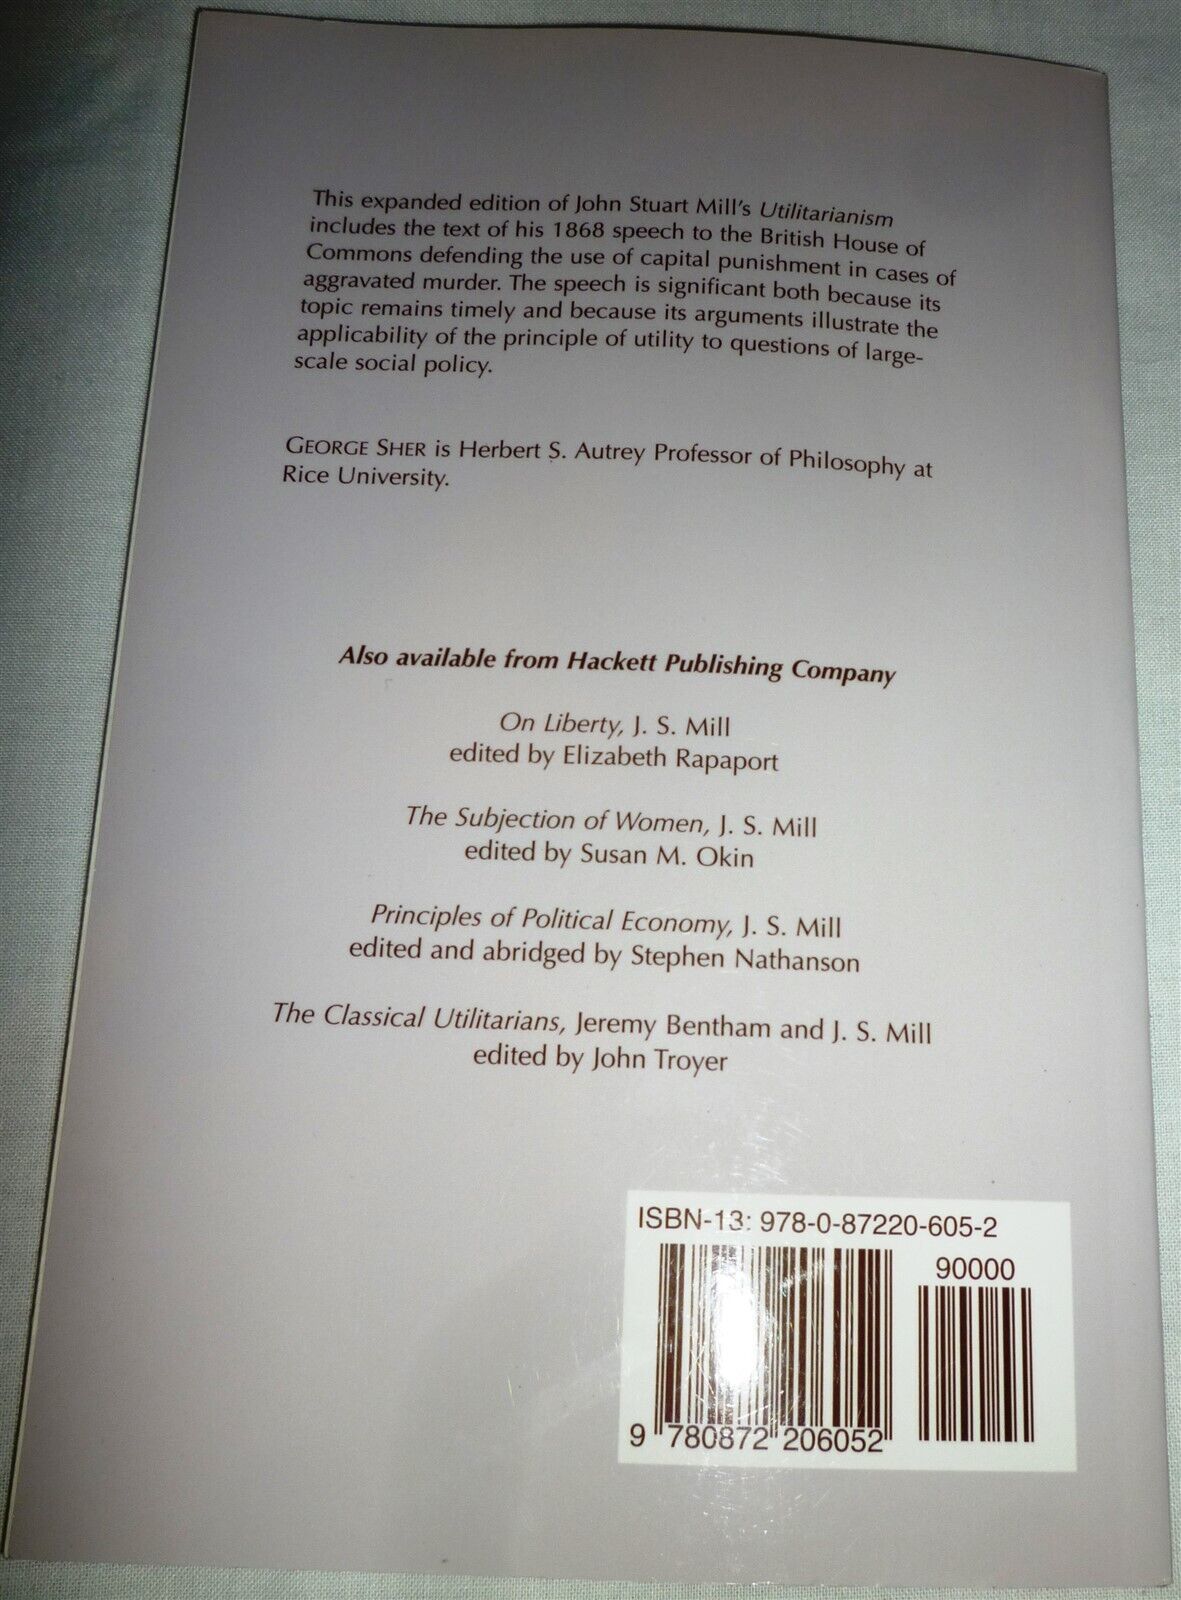 This expanded edition of John Stuart Mill's Utilitarianism
includes the text of his 1868 speech to the British House of
Commons defending the use of capital punishment in cases of
aggravated murder. The speech is significant both because its
topic remains timely and because its arguments illustrate the
applicability of the principle of utility to questions of large-
scale social policy.
GEORGE SHER is Herbert S. Autrey Professor of Philosophy at
Rice University.
Also available from Hackett Publishing Company
On Liberty, J. S. Mill
edited by Elizabeth Rapaport
The Subjection of Women, J. S. Mill
edited by Susan M. Okin
Principles of Political Economy, J. S. Mill
edited and abridged by Stephen Nathanson
The Classical Utilitarians, Jeremy Bentham and J. S. Mill
edited by John Troyer
ISBN-13: 978-0-87220-605-2
90000
9 780872 206052